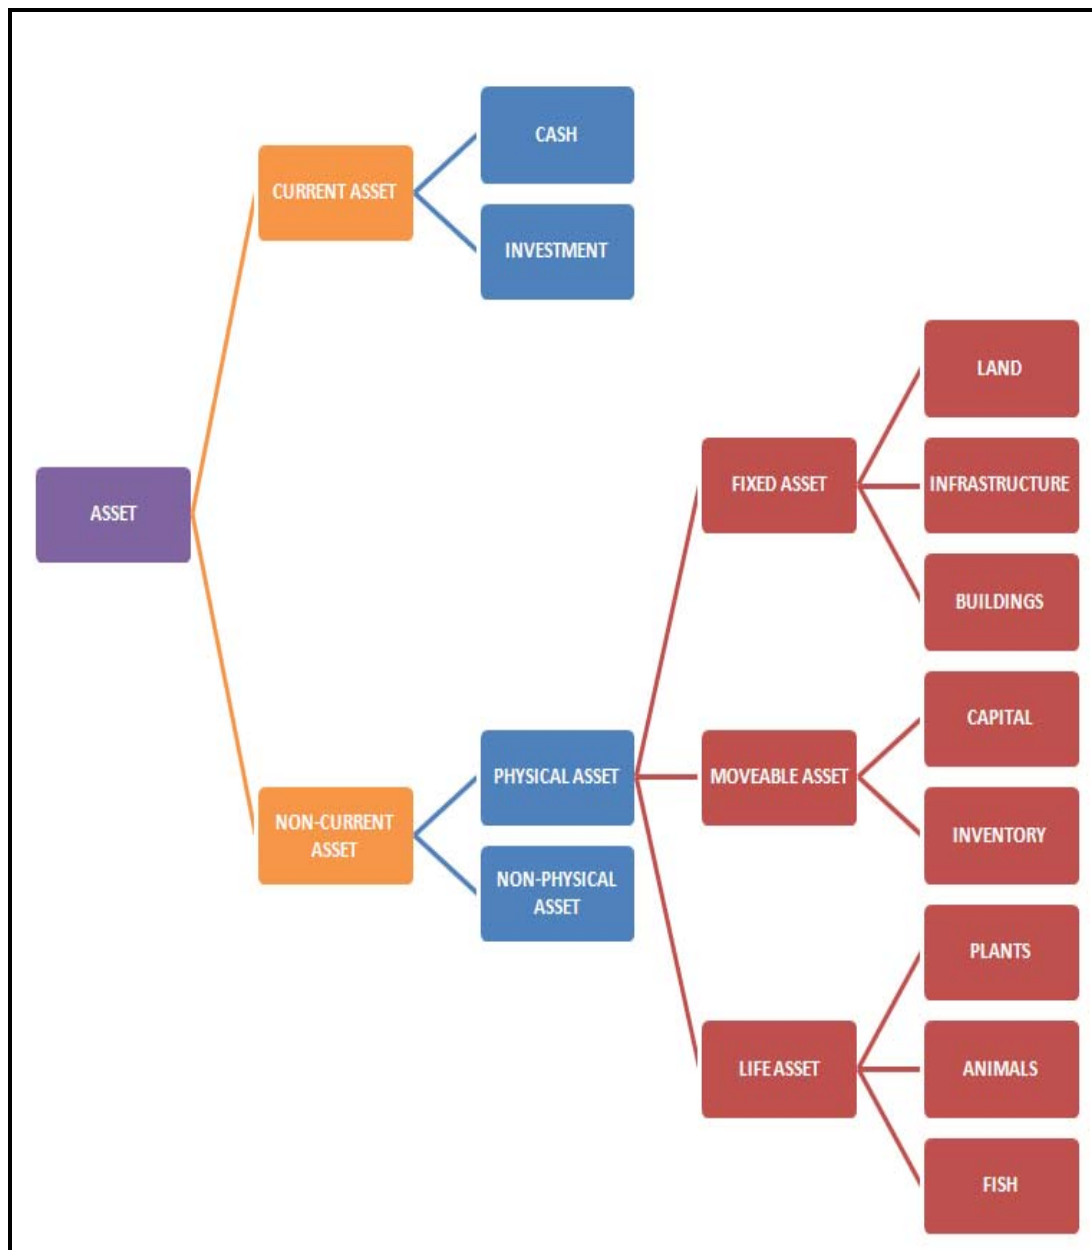 CASH
CURRENT ASSET
INVESTMENT
LAND
FIXED ASSET
INFRASTRUCTURE
ASSET
BUILDINGS
CAPITAL
PHYSICAL ASSET
MOVEABLE ASSET
NON-CURRENT
ASSET
INVENTORY
NON-PHYSICAL
ASSET
PLANTS
LIFE ASSET
ANIMALS
FISH